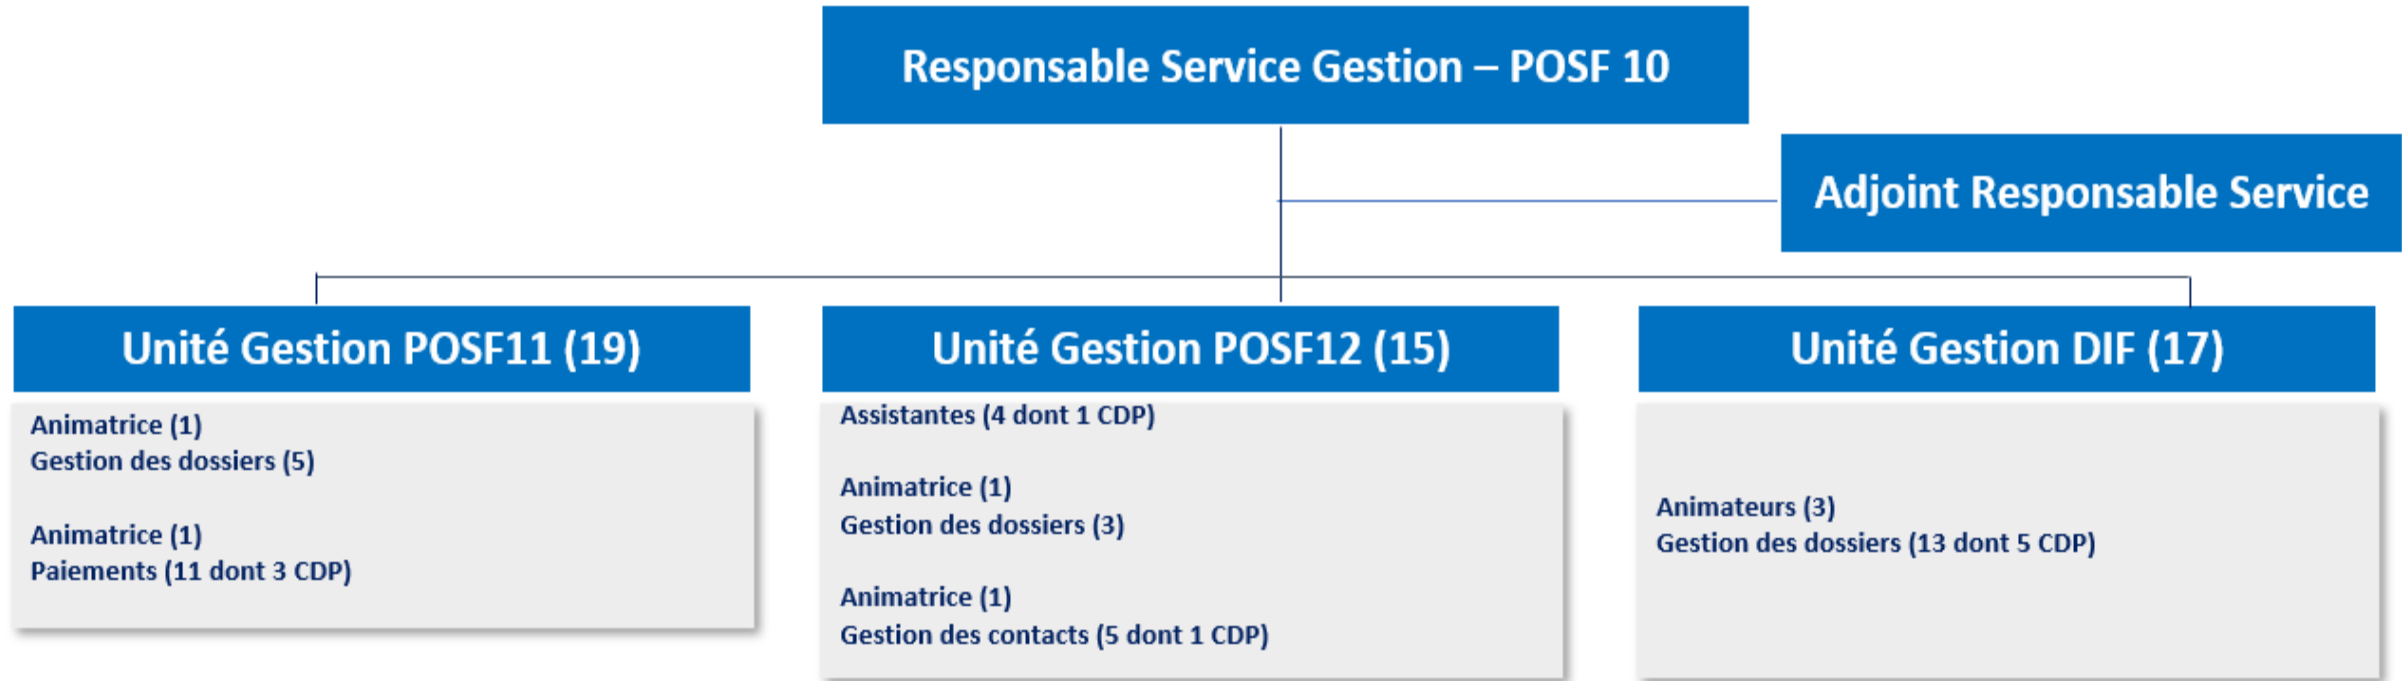 Responsable Service Gestion – POSF 10
Adjoint Responsable Service
Unité Gestion POSF11 (19)
Animatrice (1)
Gestion des dossiers (5)
Animatrice (1)
Paiements (11 dont 3 CDP)
Unité Gestion POSF12 (15)
Assistantes (4 dont 1 CDP)
Animatrice (1)
Gestion des dossiers (3)
Animatrice (1)
Gestion des contacts (5 dont 1 CDP)
Unité Gestion DIF (17)
Animateurs (3)
Gestion des dossiers (13 dont 5 CDP)